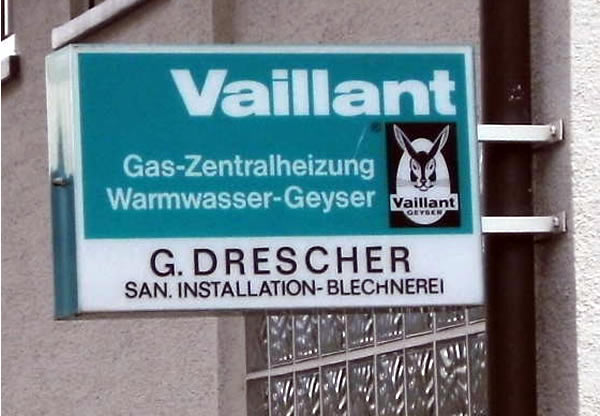 Vaillant
Gas-Zentralheizung
Warmwasser-Geyser
®
Vaillant
GEYSER
G. DRESCHER
SAN. INSTALLATION-BLECHNEREI